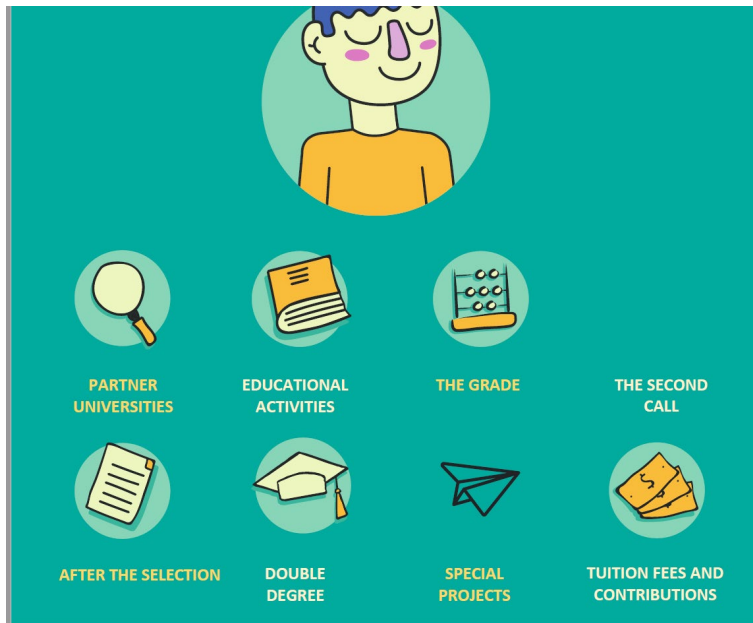 PARTNER
UNIVERSITIES
EDUCATIONAL
ACTIVITIES
THE GRADE
THE SECOND
CALL
AFTER THE SELECTION
DOUBLE
DEGREE
SPECIAL
PROJECTS
TUITION FEES AND
CONTRIBUTIONS